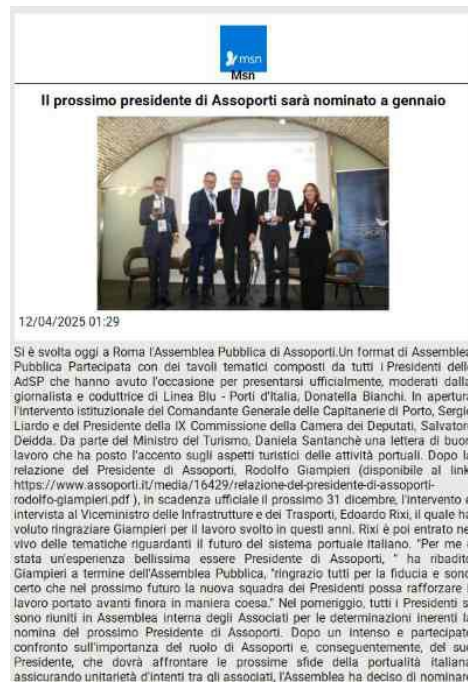 msn
Msn
Il prossimo presidente di Assoporti sarà nominato a gennaio
12/04/2025 01:29
Si è svolta oggi a Roma l'Assemblea Pubblica di Assoporti.Un format di Assemblea
Pubblica Partecipata con dei tavoli tematici composti da tutti i Presidenti delle
AdSP che hanno avuto l'occasione per presentarsi ufficialmente, moderati dalla
giornalista e coduttrice di Linea Blu - Porti d'Italia, Donatella Bianchi. In apertura
l'intervento istituzionale del Comandante Generale delle Capitanerie di Porto, Sergio
Liardo e del Presidente della IX Commissione della Camera dei Deputati, Salvatore
Deidda. Da parte del Ministro del Turismo, Daniela Santanchè una lettera di buon
lavoro che ha posto l'accento sugli aspetti turistici delle attività portuali. Dopo la
relazione del Presidente di Assoporti, Rodolfo Giampieri (disponibile al link
https://www.assoporti.it/media/16429/relazione-del-presidente-di-assoporti-
rodolfo-giampieri.pdf ), in scadenza ufficiale il prossimo 31 dicembre, l'intervento e
intervista al Viceministro delle Infrastrutture e dei Trasporti, Edoardo Rixi, il quale ha
voluto ringraziare Giampieri per il lavoro svolto in questi anni. Rixi è poi entrato nel
vivo delle tematiche riguardanti il futuro del sistema portuale italiano. "Per me è
stata un'esperienza bellissima essere Presidente di Assoporti, " ha ribadito
Giampieri a termine dell'Assemblea Pubblica, "ringrazio tutti per la fiducia e sono
certo che nel prossimo futuro la nuova squadra dei Presidenti possa rafforzare il
lavoro portato avanti finora in maniera coesa." Nel pomeriggio, tutti i Presidenti si
sono riuniti in Assemblea interna degli Associati per le determinazioni inerenti la
nomina del prossimo Presidente di Assoporti. Dopo un intenso e partecipato
confronto sull'importanza del ruolo di Assoporti e, conseguentemente, del suo
Presidente, che dovrà affrontare le prossime sfide della portualità italiana
assicurando unitarietà d'intenti tra gli associati, l'Assemblea ha deciso di nominare